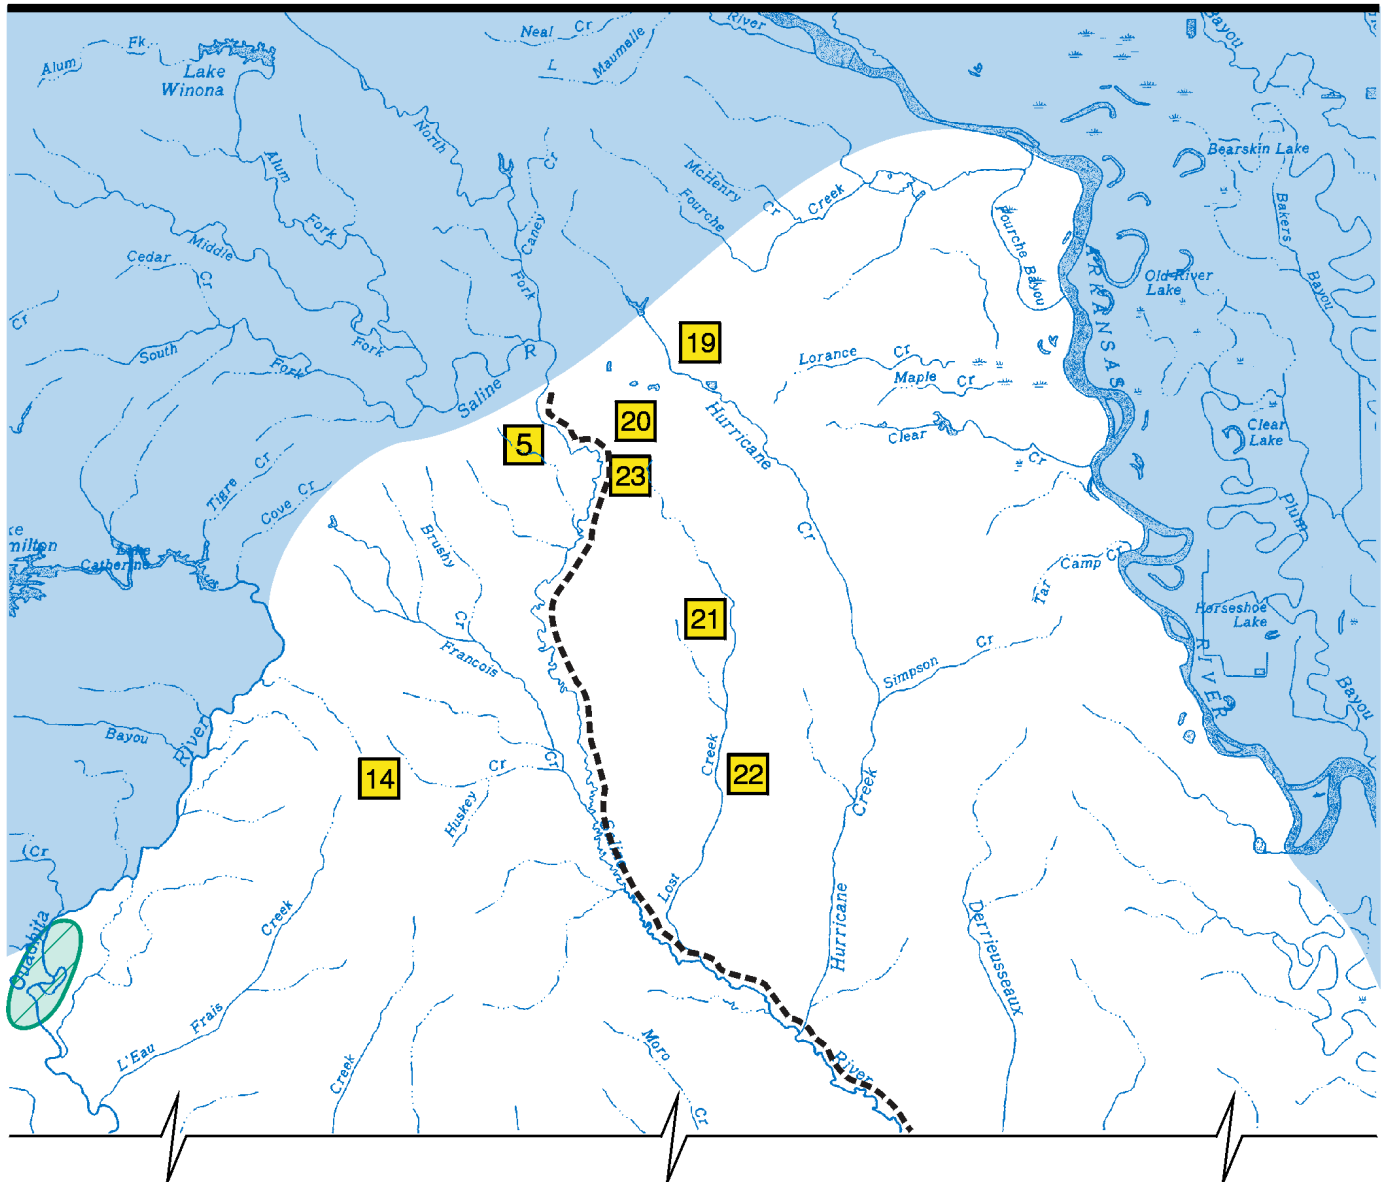 Neal Cr
River
Bayou
Alum Fk
Lake
Winona
L Maumelle
North
Alum
Fork
Cr
Caney
Fork
McHenry
Cr
Fourche
Creek
Bearskin Lake
Bakers
Bayou
Cedar
Cr
Middle
Fork
Fourche Bayou
Old River
Lake
ARKANSAS
RIVER
Cr
South
Fork
R
Saline
19
Lorance Cr
Maple Cr
Hurricane
Cr
20
5
23
Clear
Cr
Clear
Lake
Tigre Cr
Cove Cr
Plum
Bayou
Brushy
Cr
Lake
Catherine
milton
Camp Cr
Tar
Horseshoe
Lake
21
Francois
Cr
Simpson Cr
Bayou
River
14
Cr
Huskey
Creek
22
Creek
Cr
Lost
Hurricane
Creek
Derrieusseaux
Ouachita
L'Eau Frais
Creek
Moro
Cr
River